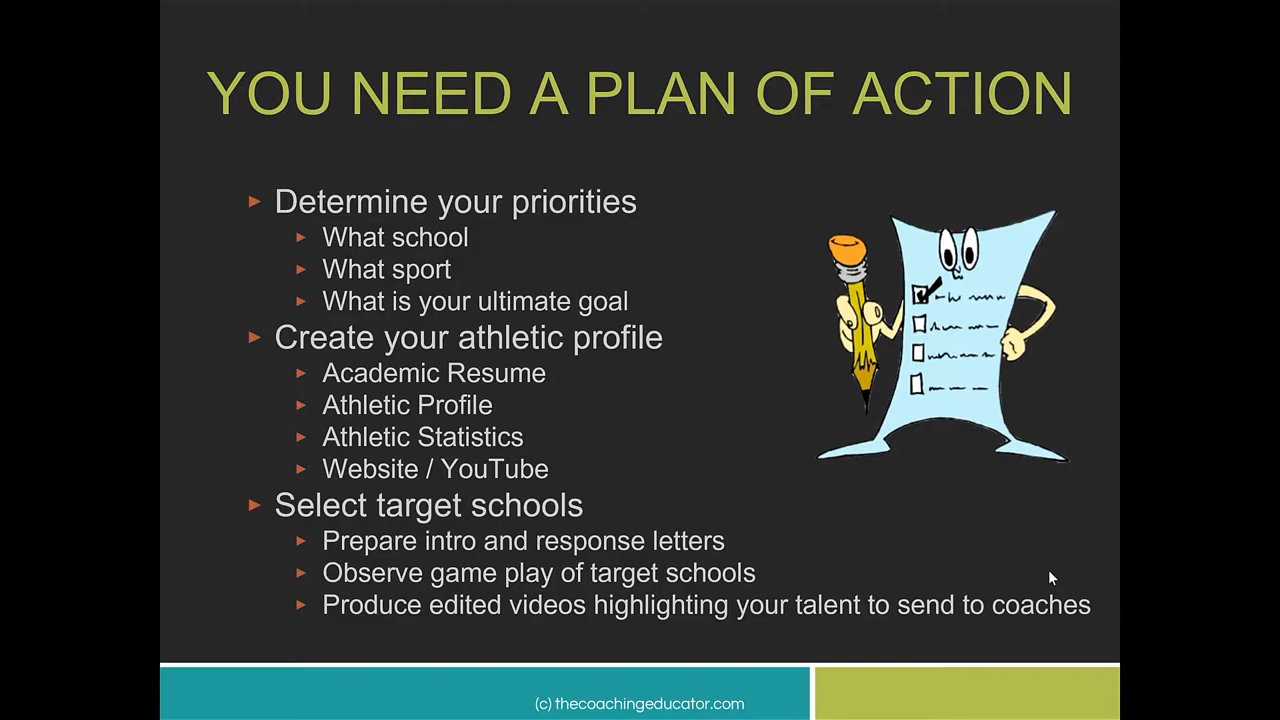 YOU NEED A PLAN OF ACTION
Determine your priorities
What school
What sport
What is your ultimate goal
Create your athletic profile
Academic Resume
Athletic Profile
Athletic Statistics
Website / YouTube
Select target schools
Prepare intro and response letters
Observe game play of target schools
Produce edited videos highlighting your talent to send to coaches
(c) thecoachingeducator.com